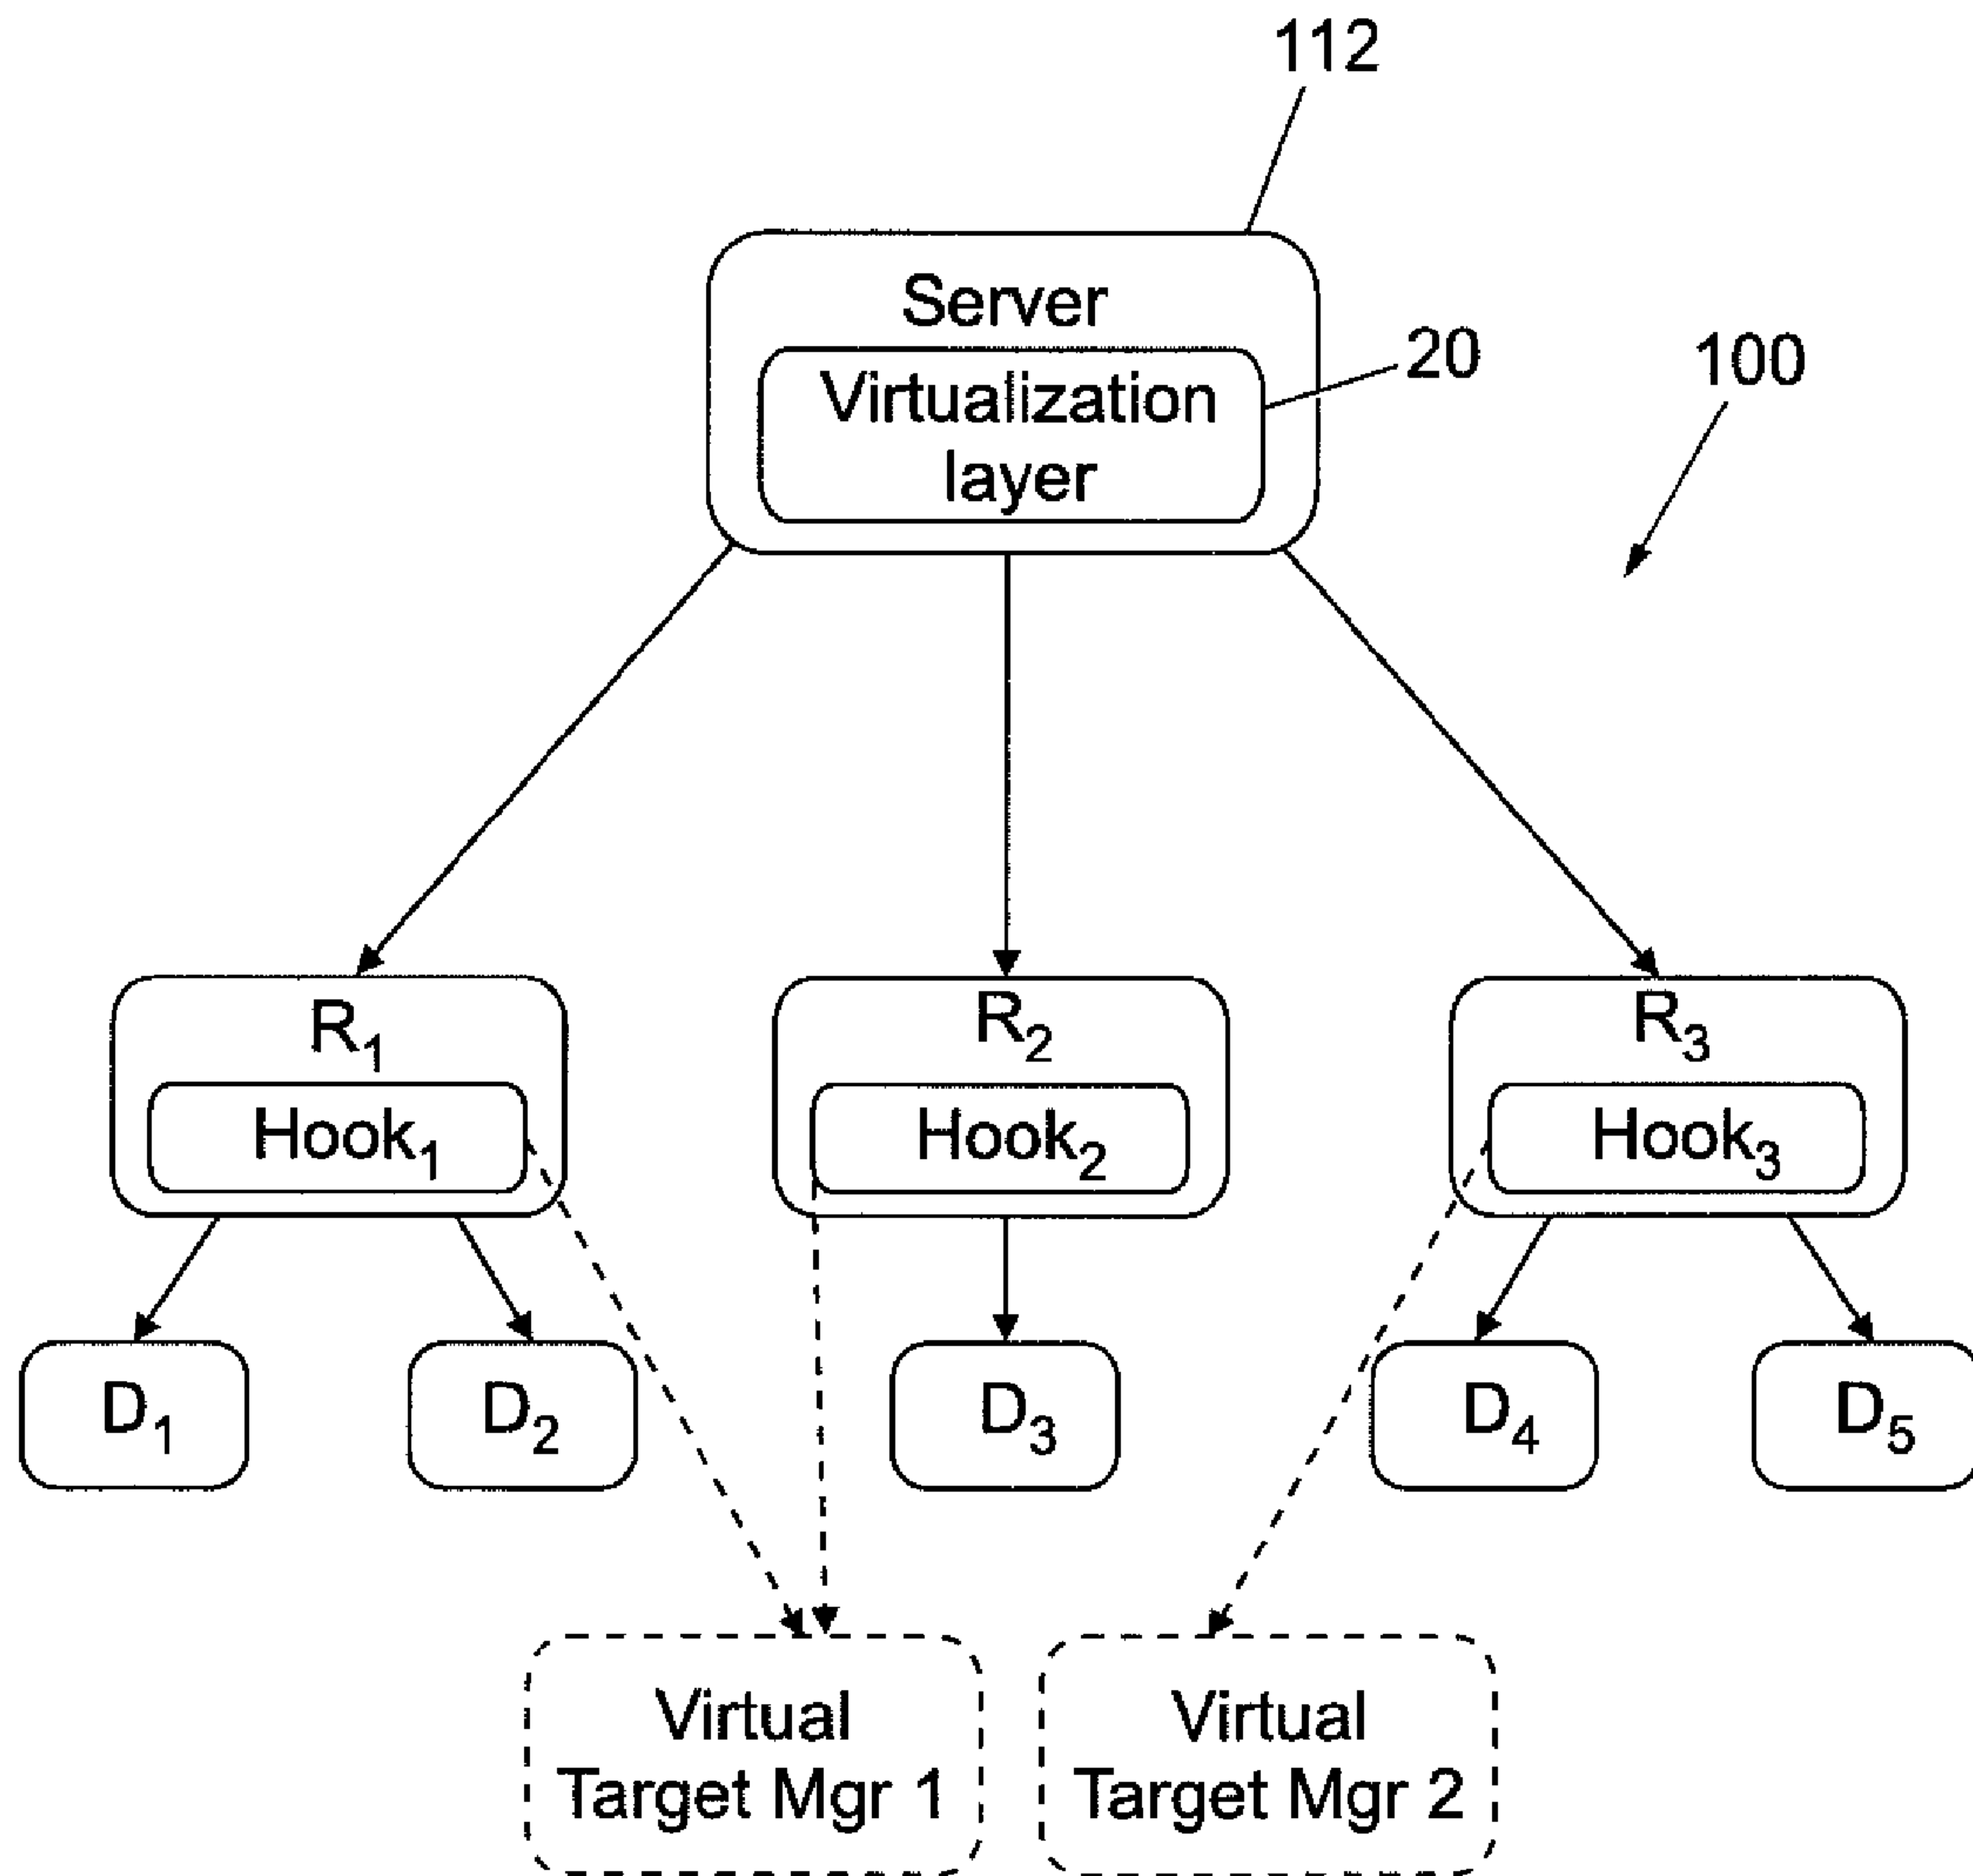 112
Server
20
100
Virtualization
layer
R₁
R₂
R₃
Hook₁
Hook₂
Hook₃
D₁
D₂
D₃
D₄
D₅
Virtual
Target Mgr 1
Virtual
Target Mgr 2